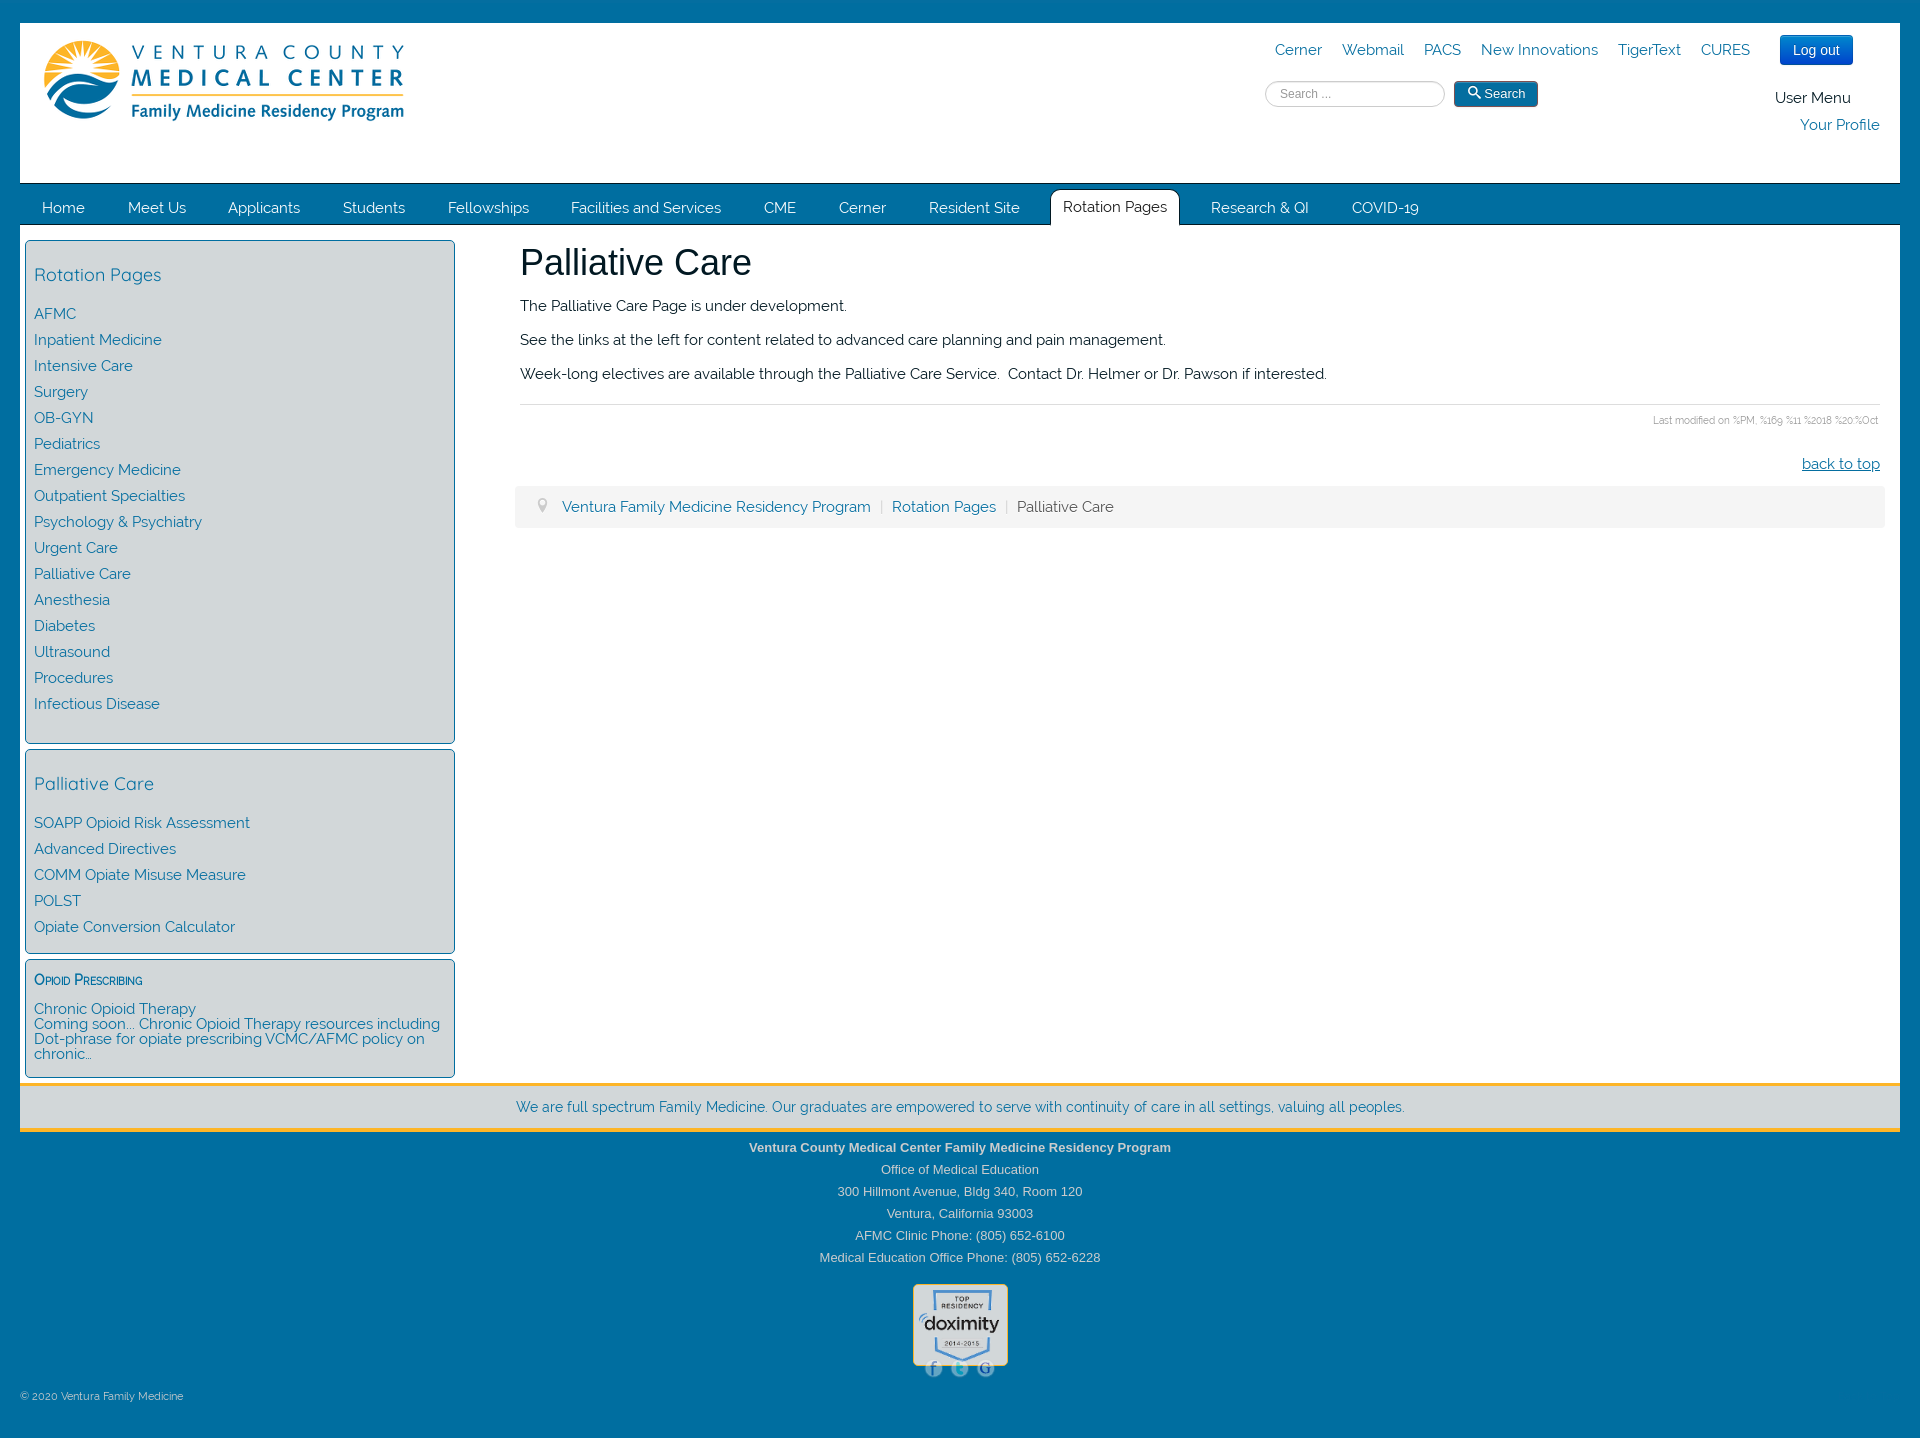 VENTURA COUNTY
MEDICAL CENTER
Family Medicine Residency Program
Cerner Webmail PACS New Innovations TigerText CURES Log out
Search ... Search
User Menu
Your Profile
Home Meet Us Applicants Students Fellowships Facilities and Services CME Cerner Resident Site Rotation Pages Research & QI COVID-19
Rotation Pages
AFMC
Inpatient Medicine
Intensive Care
Surgery
OB-GYN
Pediatrics
Emergency Medicine
Outpatient Specialties
Psychology & Psychiatry
Urgent Care
Palliative Care
Anesthesia
Diabetes
Ultrasound
Procedures
Infectious Disease
Palliative Care
SOAPP Opioid Risk Assessment
Advanced Directives
COMM Opiate Misuse Measure
POLST
Opiate Conversion Calculator
Opioid Prescribing
Chronic Opioid Therapy
Coming soon... Chronic Opioid Therapy resources including
Dot-phrase for opiate prescribing VCMC/AFMC policy on
chronic…
Palliative Care
The Palliative Care Page is under development.
See the links at the left for content related to advanced care planning and pain management.
Week-long electives are available through the Palliative Care Service.  Contact Dr. Helmer or Dr. Pawson if interested.
Last modified on %PM, %169 %11 %2018 %20:%Oct
back to top
Ventura Family Medicine Residency Program | Rotation Pages | Palliative Care
We are full spectrum Family Medicine. Our graduates are empowered to serve with continuity of care in all settings, valuing all peoples.
Ventura County Medical Center Family Medicine Residency Program
Office of Medical Education
300 Hillmont Avenue, Bldg 340, Room 120
Ventura, California 93003
AFMC Clinic Phone: (805) 652-6100
Medical Education Office Phone: (805) 652-6228
TOP
RESIDENCY
doximity
2014-2015
f t G
© 2020 Ventura Family Medicine